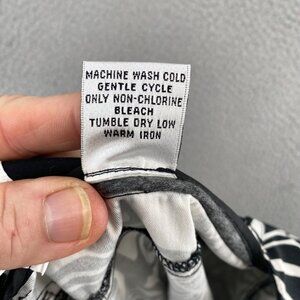 MACHINE WASH COLD
GENTLE CYCLE
ONLY NON-CHLORINE
BLEACH
TUMBLE DRY LOW
WARM IRON